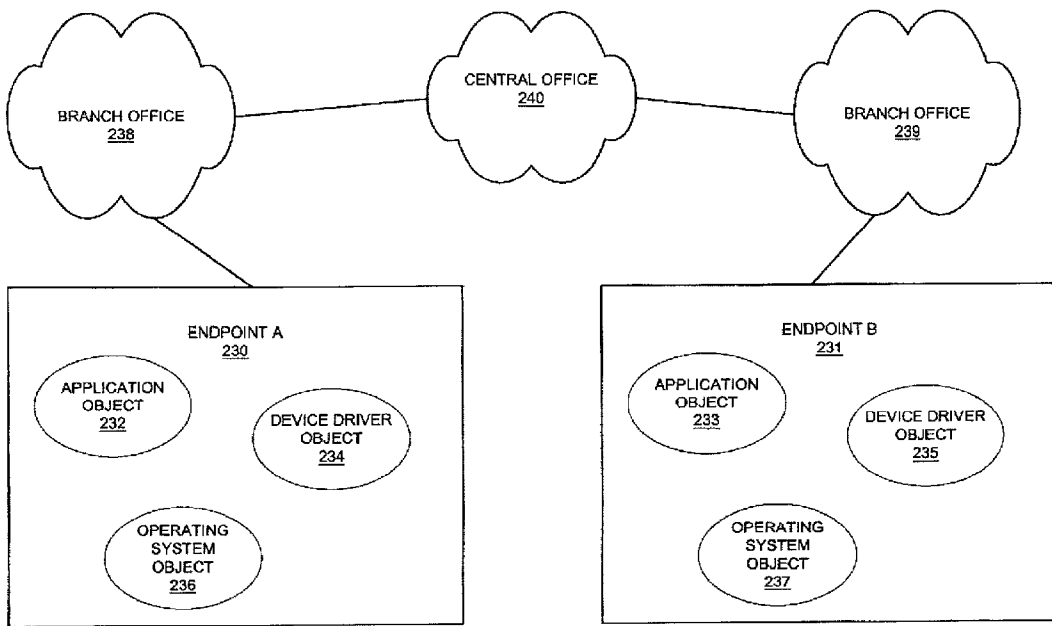 BRANCH OFFICE
238
CENTRAL OFFICE
240
BRANCH OFFICE
239
ENDPOINT A
230
APPLICATION
OBJECT
232
DEVICE DRIVER
OBJECT
234
OPERATING
SYSTEM
OBJECT
236
ENDPOINT B
231
APPLICATION
OBJECT
233
DEVICE DRIVER
OBJECT
235
OPERATING
SYSTEM
OBJECT
237